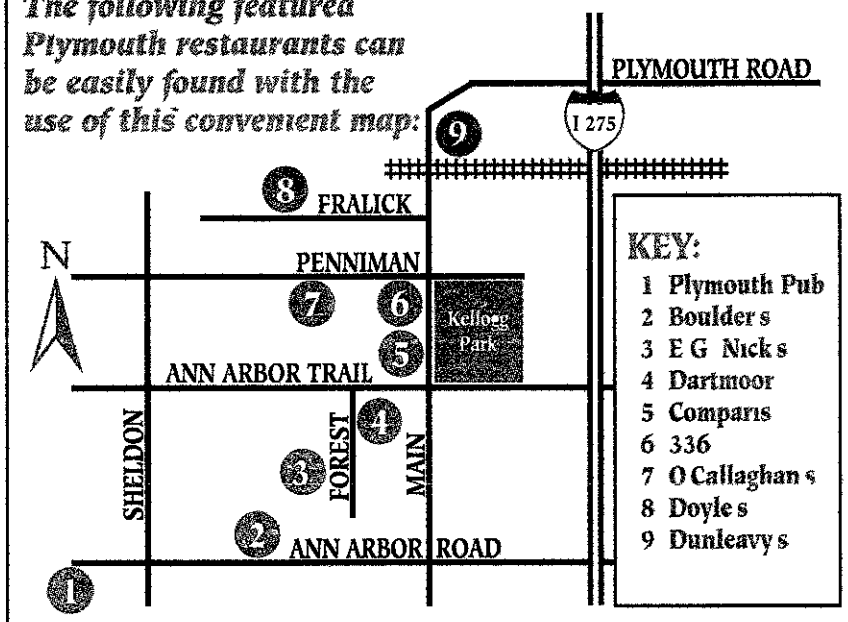 The following featured
Plymouth restaurants can
be easily found with the
use of this convenient map:
PLYMOUTH ROAD
I 275
9
8
FRALICK
N
PENNIMAN
7
6
Kellogg
Park
5
ANN ARBOR TRAIL
4
SHELDON
3
FOREST
MAIN
2
ANN ARBOR ROAD
1
KEY:
1 Plymouth Pub
2 Boulder s
3 E G Nick s
4 Dartmoor
5 Comparis
6 336
7 O Callaghan s
8 Doyle s
9 Dunleavy s